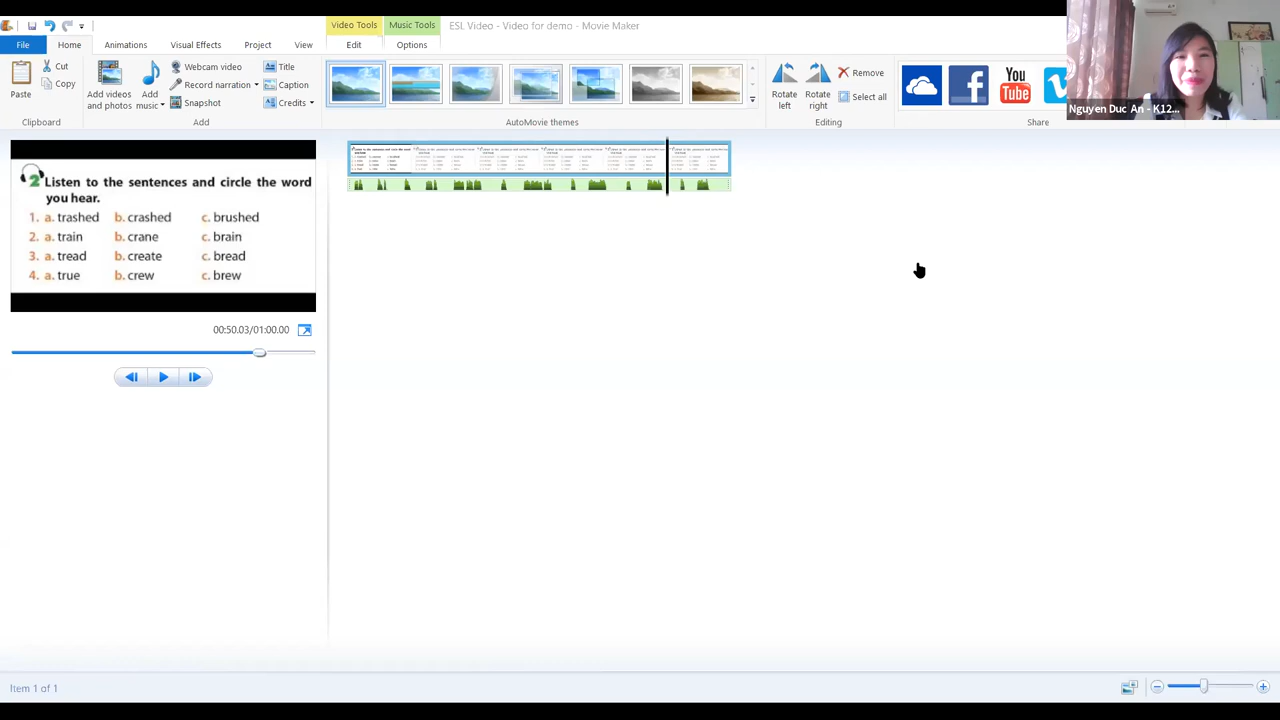 Video Tools Music Tools ESL Video - Video for demo - Movie Maker
File Home Animations Visual Effects Project View Edit Options
Paste Cut Copy
Clipboard
Add videos and photos Add music Webcam video Record narration Snapshot Title Caption Credits
Add
AutoMovie themes
Rotate left Rotate right Remove Select all
Editing
You Tube
Share
Nguyen Duc An - K12...
Listen to the sentences and circle the word
you hear.
1. a. trashed b. crashed c. brushed
2. a. train b. crane c. brain
3. a. tread b. create c. bread
4. a. true b. crew c. brew
00:50.03/01:00.00
Item 1 of 1